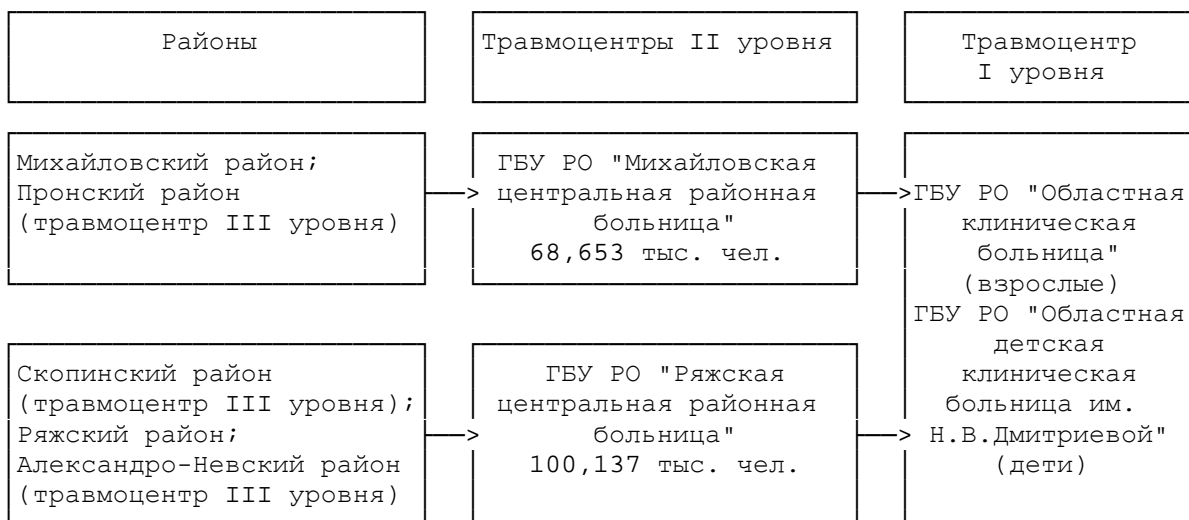 Районы
Травмоцентры II уровня
Травмоцентр
I уровня
Михайловский район;
Пронский район
(травмоцентр III уровня)
ГБУ РО "Михайловская
центральная районная
больница"
68,653 тыс. чел.
Скопинский район
(травмоцентр III уровня);
Ряжский район;
Александро-Невский район
(травмоцентр III уровня)
ГБУ РО "Ряжская
центральная районная
больница"
100,137 тыс. чел.
ГБУ РО "Областная
клиническая
больница"
(взрослые)
ГБУ РО "Областная
детская
клиническая
больница им.
Н.В.Дмитриевой"
(дети)